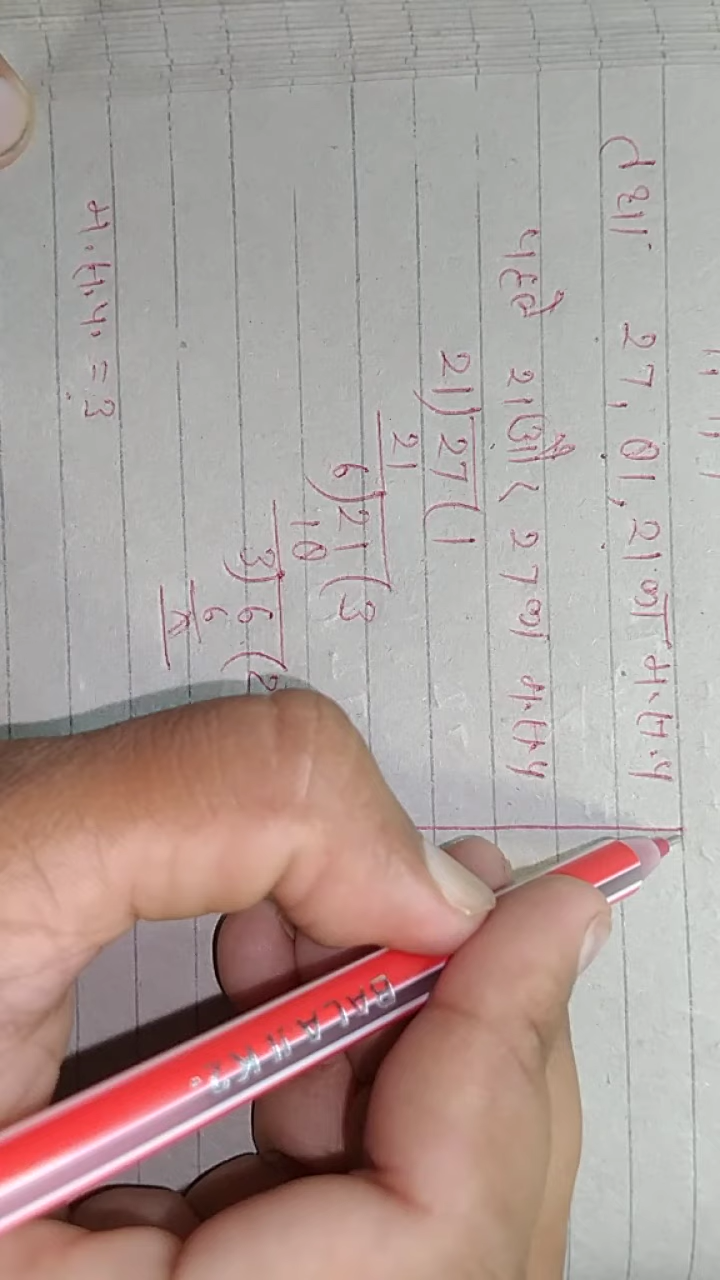 तथा 27, 81, 21 का म.स.प
पहले 21 और 27 का म.स.प
21) 27 (1
21
6) 21 (3
18
3) 6 (2
6
×
म.स.प. = 3
BALAJI K.